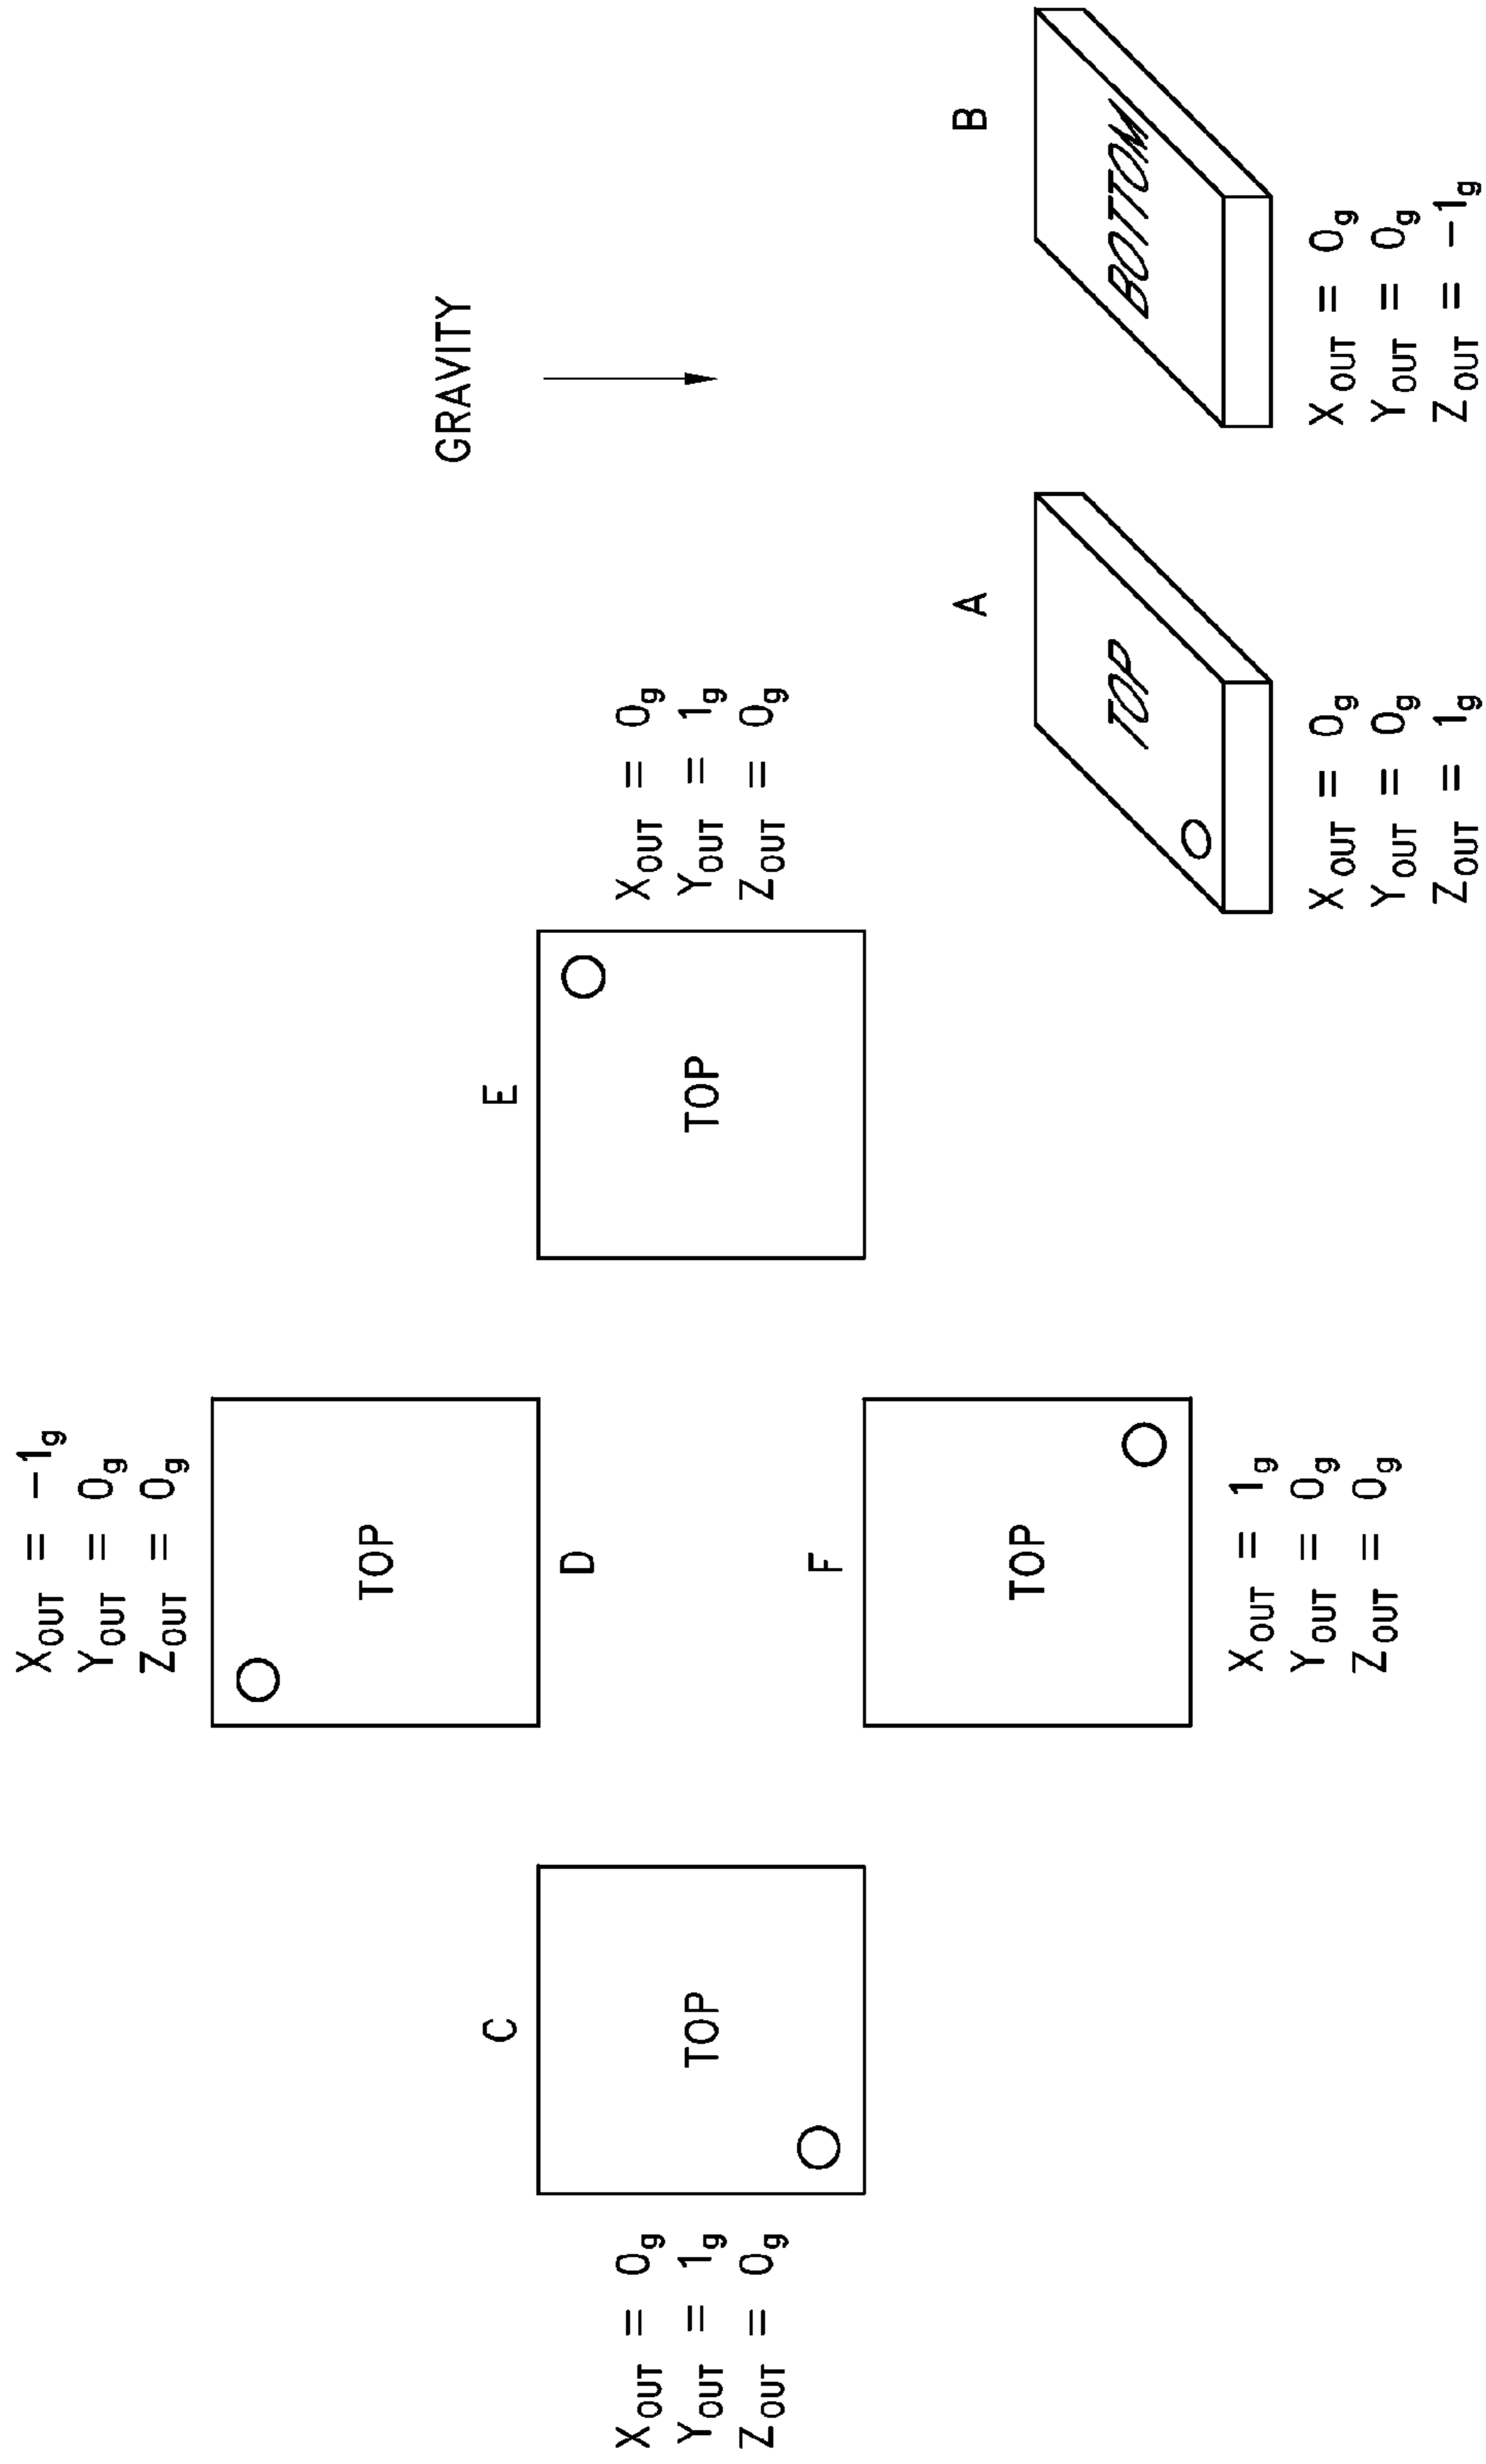 X_OUT = -1g
Y_OUT = 0g
Z_OUT = 0g
TOP
D
C
X_OUT = 0g
Y_OUT = 1g
Z_OUT = 0g
TOP
E
TOP
X_OUT = 0g
Y_OUT = 1g
Z_OUT = 0g
GRAVITY
F
TOP
X_OUT = 1g
Y_OUT = 0g
Z_OUT = 0g
A
TOP
X_OUT = 0g
Y_OUT = 0g
Z_OUT = 1g
B
BOTTOM
X_OUT = 0g
Y_OUT = 0g
Z_OUT = -1g